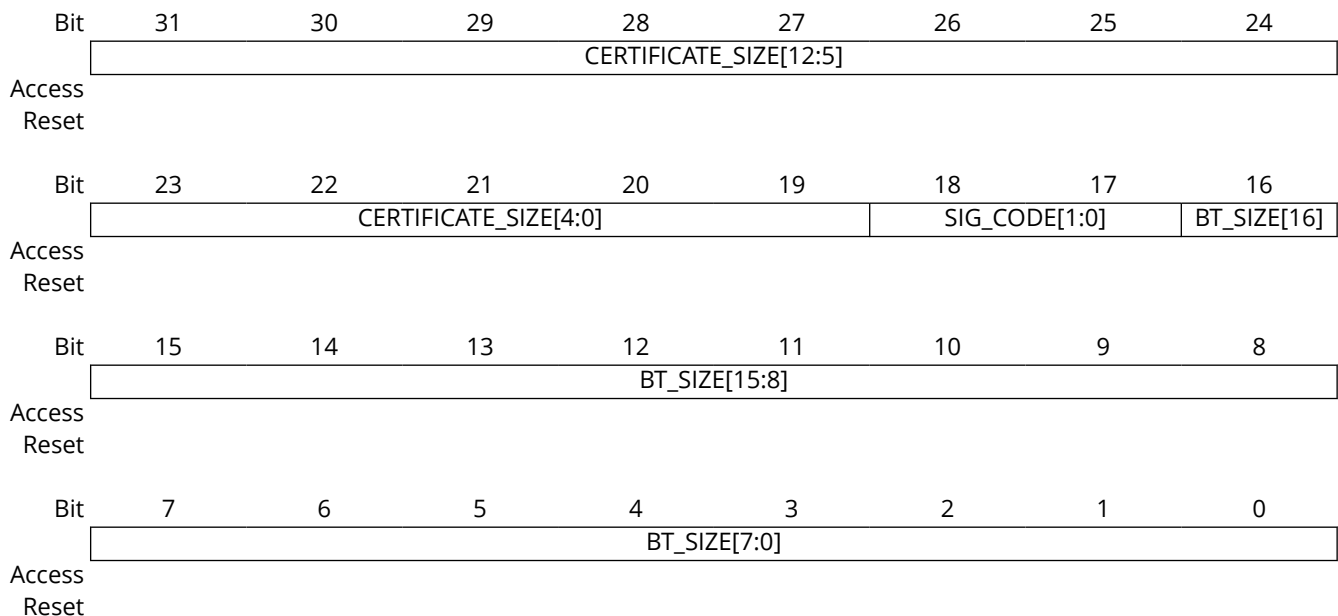 Bit 31 30 29 28 27 26 25 24
CERTIFICATE_SIZE[12:5]
Access
Reset
Bit 23 22 21 20 19 18 17 16
CERTIFICATE_SIZE[4:0] SIG_CODE[1:0] BT_SIZE[16]
Access
Reset
Bit 15 14 13 12 11 10 9 8
BT_SIZE[15:8]
Access
Reset
Bit 7 6 5 4 3 2 1 0
BT_SIZE[7:0]
Access
Reset